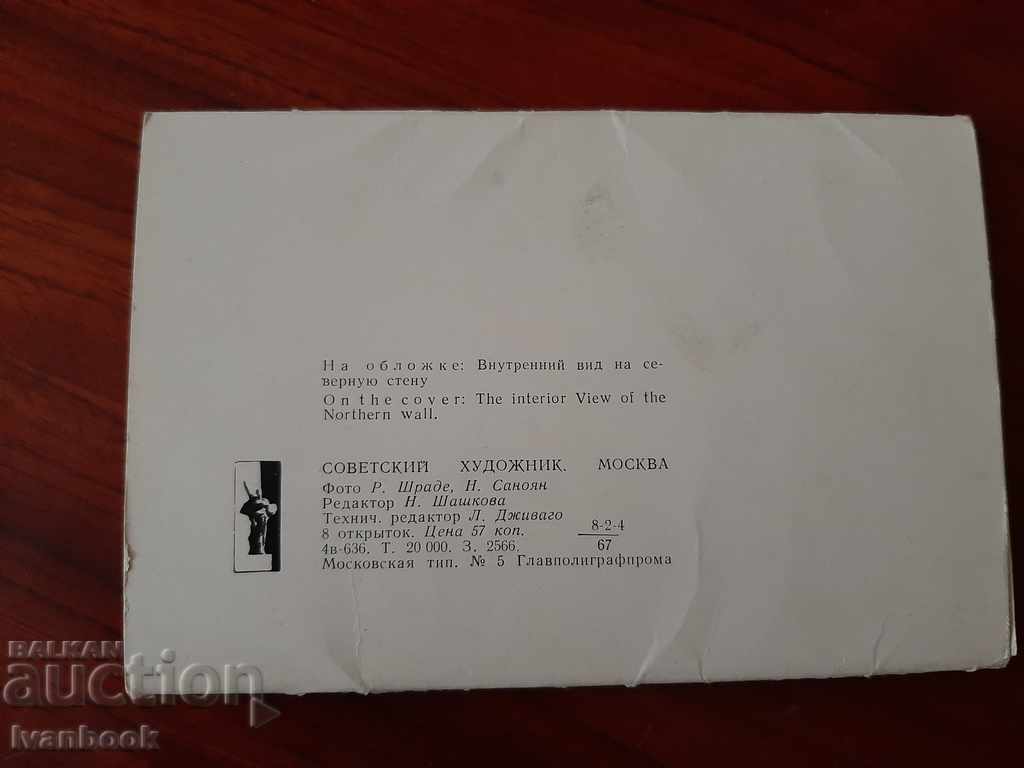 На обложке: Внутренний вид на се-
верную стену
On the cover: The interior View of the
Northern wall.
СОВЕТСКИЙ ХУДОЖНИК. МОСКВА
Фото Р. Шраде, Н. Саноян
Редактор Н. Шашкова
Технич. редактор Л. Дживаго
8 открыток. Цена 57 коп. 8-2-4
4в-636. Т. 20 000. З. 2566. 67
Московская тип. № 5 Главполиграфпрома
BALKAN
auction
Ivanbook